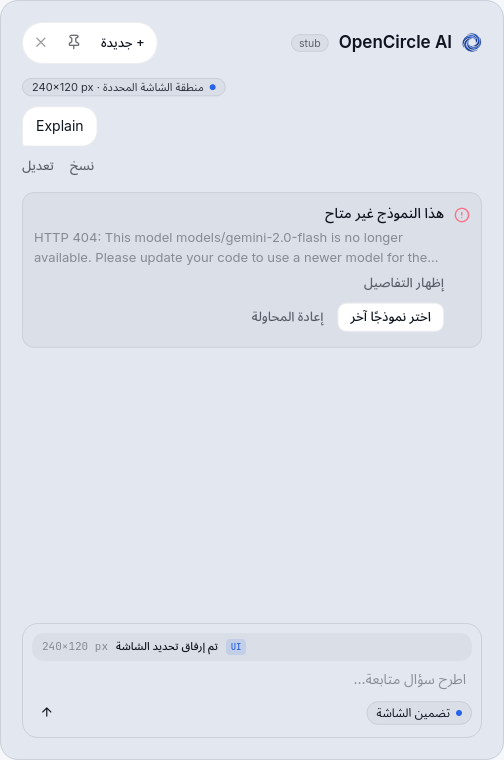 OpenCircle AI
stub
+ جديدة
منطقة الشاشة المحددة · 240×120 px
Explain
نسخ
تعديل
هذا النموذج غير متاح
HTTP 404: This model models/gemini-2.0-flash is no longer
available. Please update your code to use a newer model for the...
إظهار التفاصيل
اختر نموذجًا آخر
إعادة المحاولة
UI
تم إرفاق تحديد الشاشة
240×120 px
اطرح سؤال متابعة...
تضمين الشاشة